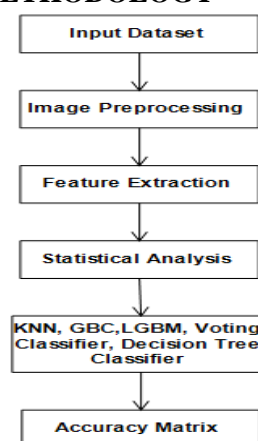 Input Dataset
Image Preprocessing
Feature Extraction
Statistical Analysis
KNN, GBC,LGBM, Voting
Classifier, Decision Tree
Classifier
Accuracy Matrix